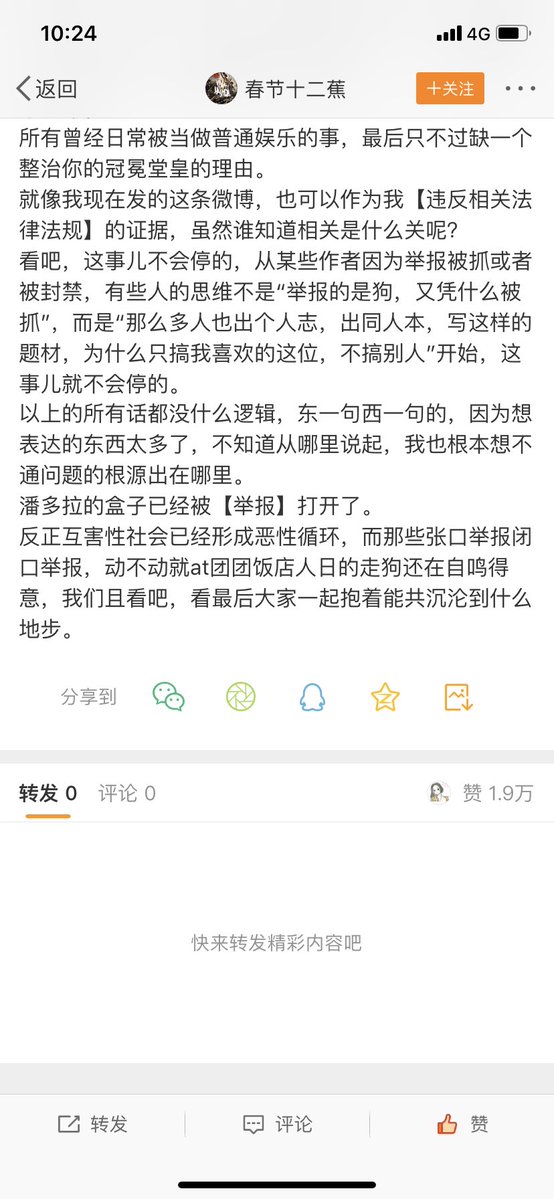 10:24
4G
返回
春节十二蕉
+关注
所有曾经日常被当做普通娱乐的事，最后只不过缺一个
整治你的冠冕堂皇的理由。
就像我现在发的这条微博，也可以作为我【违反相关法
律法规】的证据，虽然谁知道相关是什么关呢？
看吧，这事儿不会停的，从某些作者因为举报被抓或者
被封禁，有些人的思维不是“举报的是狗，又凭什么被
抓”，而是“那么多人也出个人志，出同人本，写这样的
题材，为什么只搞我喜欢的这位，不搞别人”开始，这
事儿就不会停的。
以上的所有话都没什么逻辑，东一句西一句的，因为想
表达的东西太多了，不知道从哪里说起，我也根本想不
通问题的根源出在哪里。
潘多拉的盒子已经被【举报】打开了。
反正互害性社会已经形成恶性循环，而那些张口举报闭
口举报，动不动就at团团饭店人日的走狗还在自鸣得
意，我们且看吧，看最后大家一起抱着能共沉沦到什么
地步。
分享到
转发 0 评论 0 赞 1.9万
快来转发精彩内容吧
转发 评论 赞